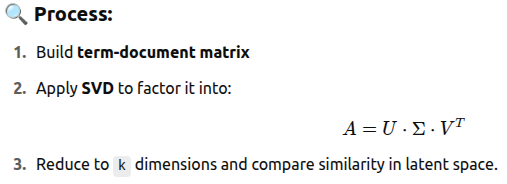 🔍 Process:
1. Build term-document matrix
2. Apply SVD to factor it into:
A = U · Σ · V^T
3. Reduce to k dimensions and compare similarity in latent space.